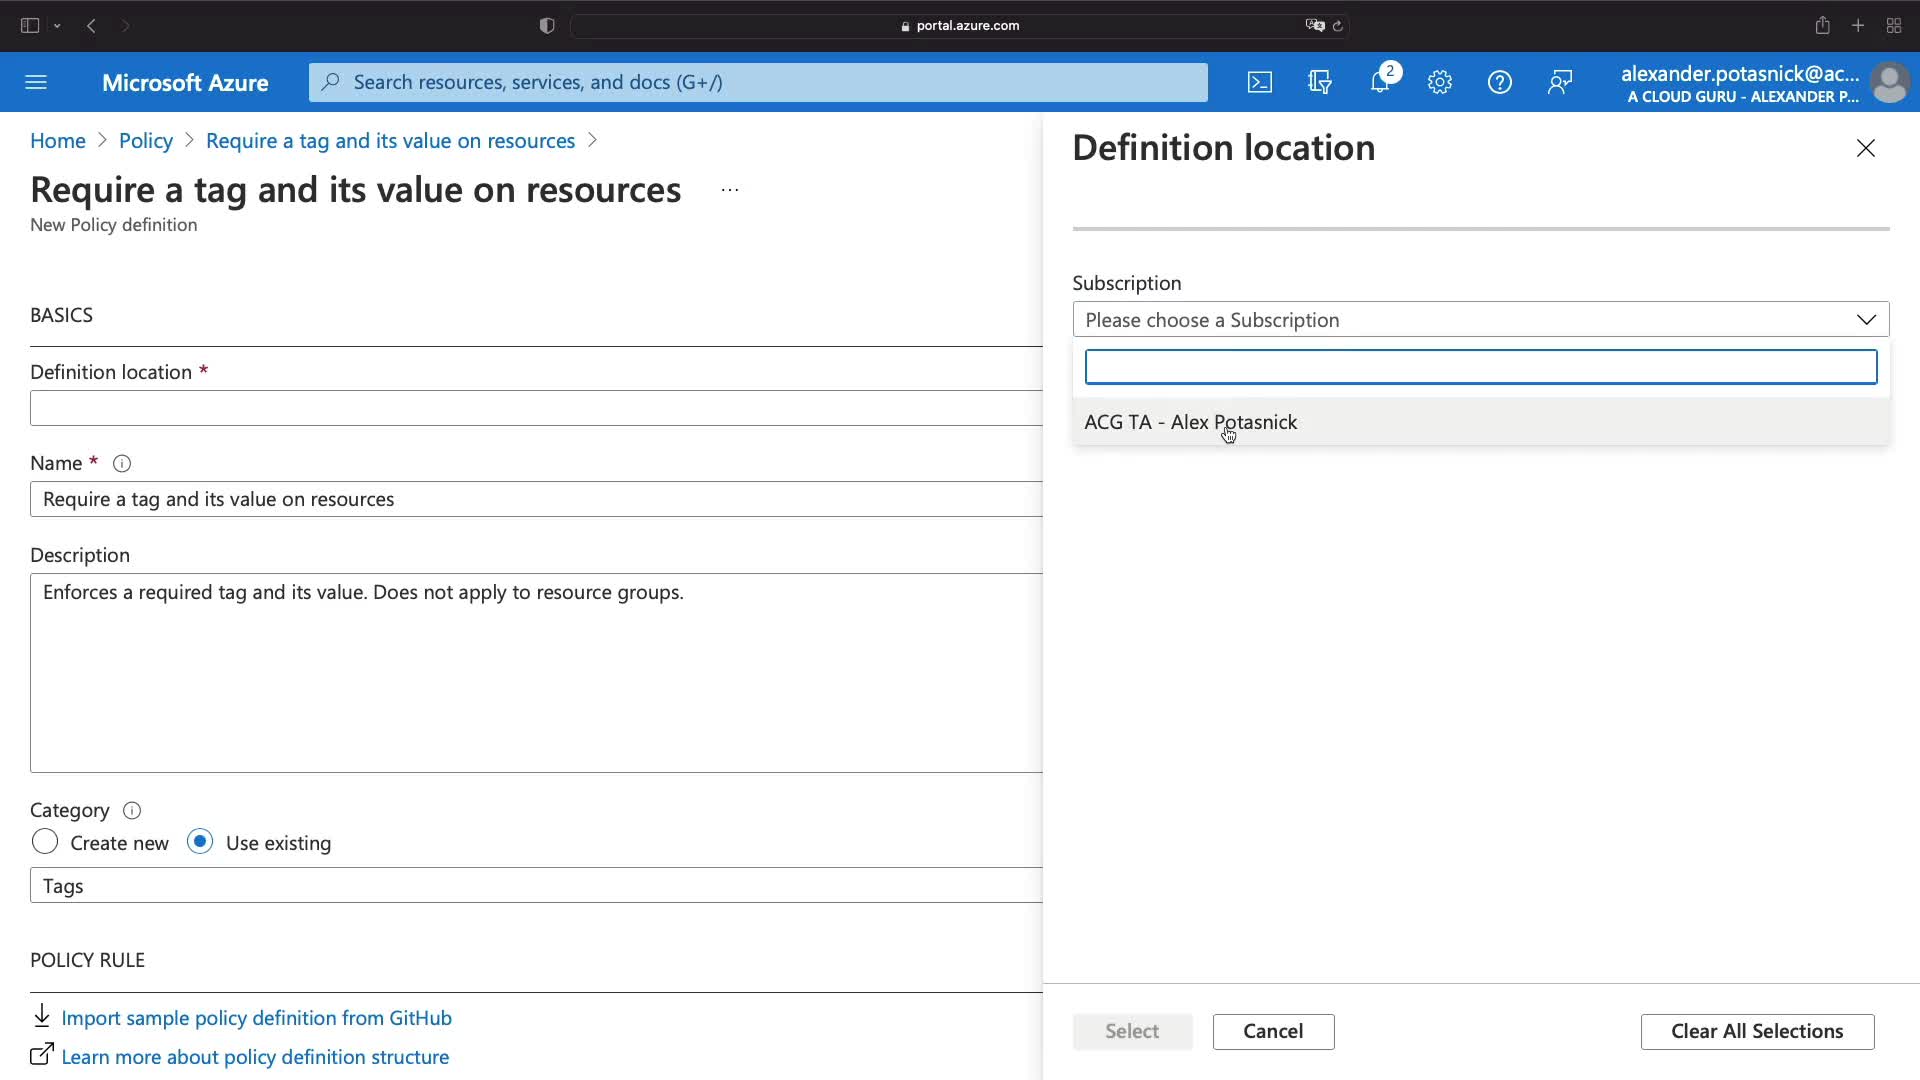 portal.azure.com
Microsoft Azure
Search resources, services, and docs (G+/)
2
alexander.potasnick@ac...
A CLOUD GURU - ALEXANDER P...
Home > Policy > Require a tag and its value on resources >
Require a tag and its value on resources ...
New Policy definition
BASICS
Definition location *
Name *
Require a tag and its value on resources
Description
Enforces a required tag and its value. Does not apply to resource groups.
Category
Create new
Use existing
Tags
POLICY RULE
Import sample policy definition from GitHub
Learn more about policy definition structure
Definition location
Subscription
Please choose a Subscription
ACG TA - Alex Potasnick
Select
Cancel
Clear All Selections